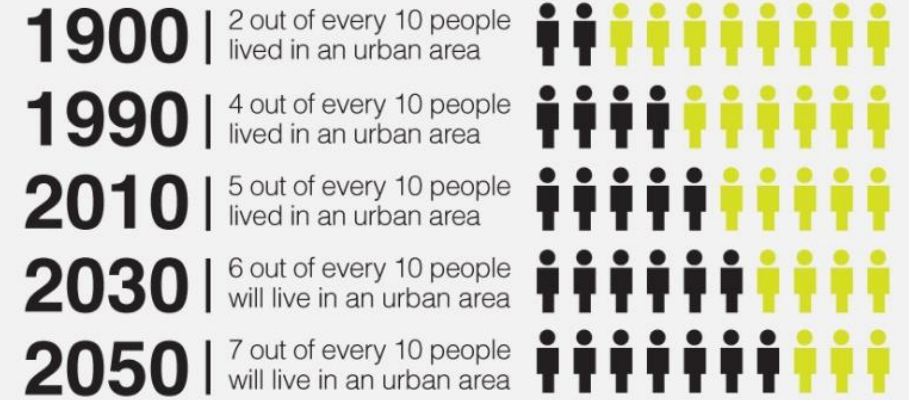 1900 | 2 out of every 10 people
lived in an urban area
1990 | 4 out of every 10 people
lived in an urban area
2010 | 5 out of every 10 people
lived in an urban area
2030 | 6 out of every 10 people
will live in an urban area
2050 | 7 out of every 10 people
will live in an urban area